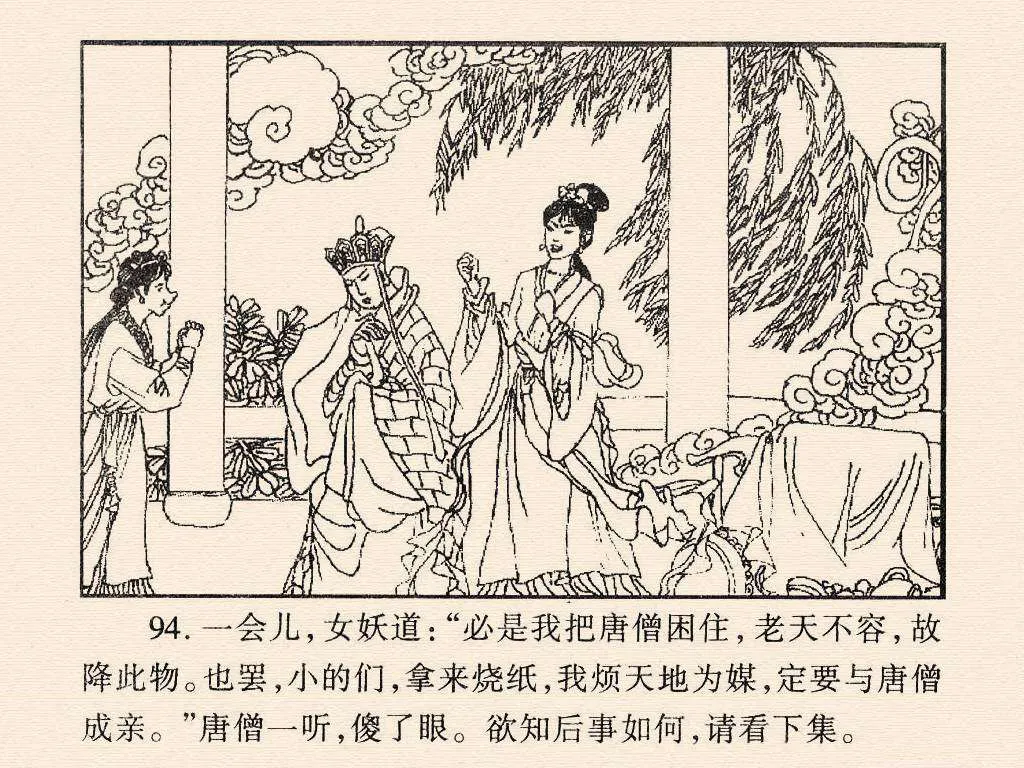 94. 一会儿,女妖道:“必是我把唐僧困住,老天不容,故
降此物。也罢,小的们,拿来烧纸,我烦天地为媒,定要与唐僧
成亲。”唐僧一听,傻了眼。欲知后事如何,请看下集。